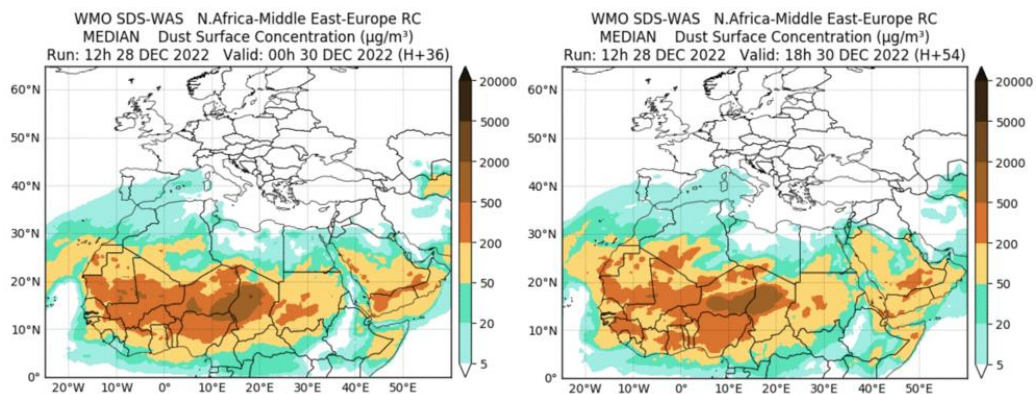 WMO SDS-WAS N.Africa-Middle East-Europe RC
MEDIAN Dust Surface Concentration (µg/m³)
Run: 12h 28 DEC 2022 Valid: 00h 30 DEC 2022 (H+36)
60°N
50°N
40°N
30°N
20°N
10°N
0°
20°W
10°W
0°
10°E
20°E
30°E
40°E
50°E
20000
5000
2000
500
200
50
20
5
WMO SDS-WAS N.Africa-Middle East-Europe RC
MEDIAN Dust Surface Concentration (µg/m³)
Run: 12h 28 DEC 2022 Valid: 18h 30 DEC 2022 (H+54)
60°N
50°N
40°N
30°N
20°N
10°N
0°
20°W
10°W
0°
10°E
20°E
30°E
40°E
50°E
20000
5000
2000
500
200
50
20
5